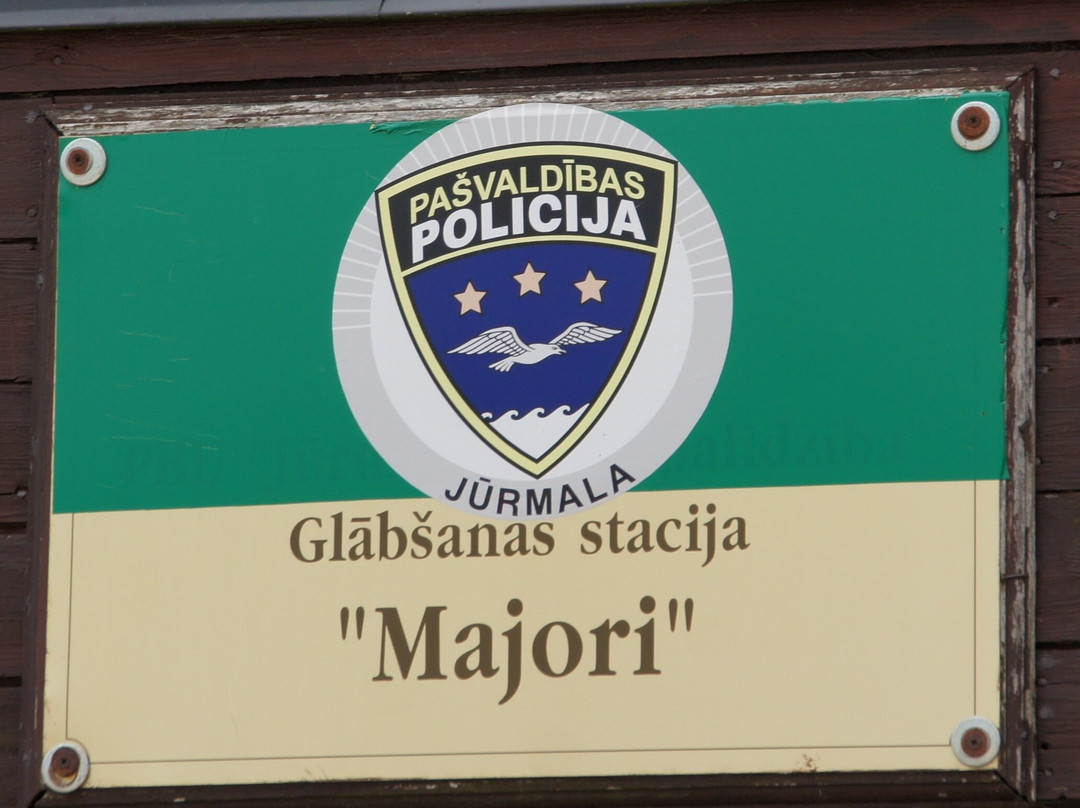 PAŠVALDĪBAS
POLICIJA
JŪRMALA
Glābšanas stacija
"Majori"